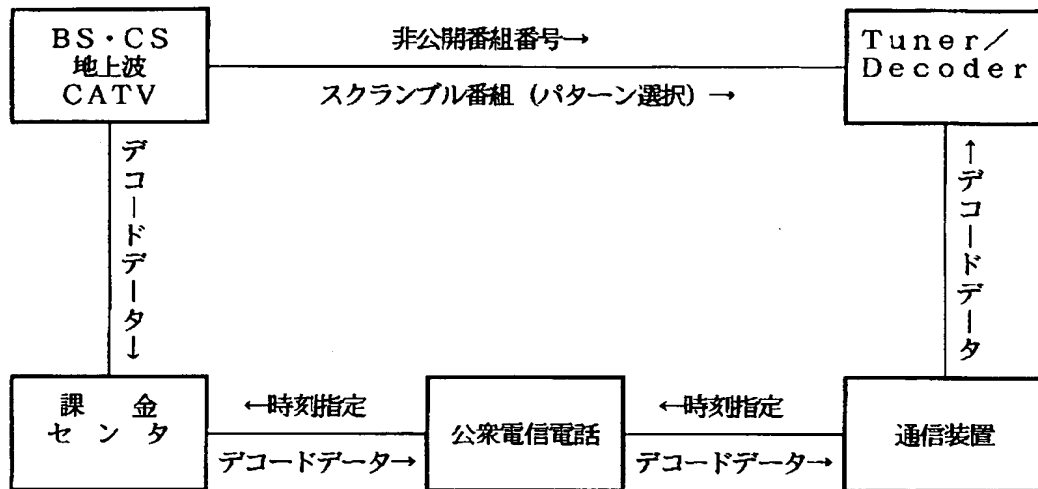 BS・CS
地上波
CATV
非公開番組番号→
スクランブル番組（パターン選択）→
Tuner／
Decoder
デコードデータ↓
←デコードデータ
課　金
センタ
←時刻指定
デコードデータ→
公衆電信電話
←時刻指定
デコードデータ→
通信装置